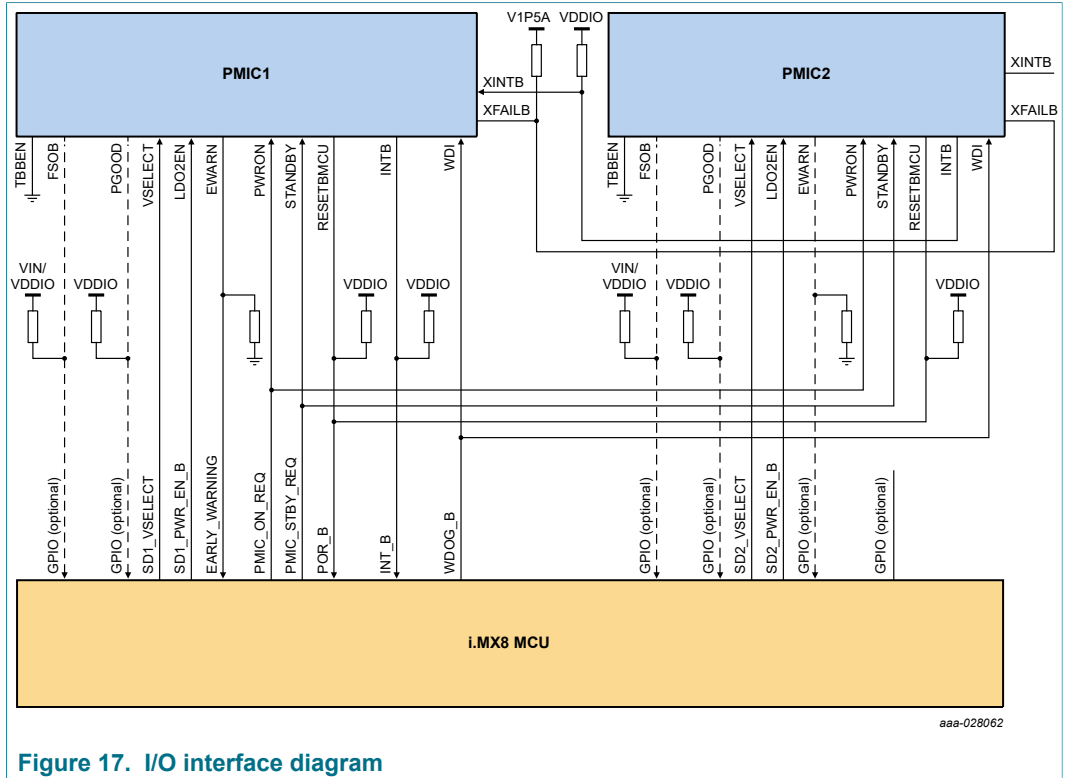 V1P5A VDDIO
PMIC1
PMIC2
XINTB
XINTB
XFAILB
XFAILB
TBBEN
FSOB
PGOOD
VSELECT
LDO2EN
EWARN
PWRON
STANDBY
RESETBMCU
INTB
WDI
TBBEN
FSOB
PGOOD
VSELECT
LDO2EN
EWARN
PWRON
STANDBY
RESETBMCU
INTB
WDI
VIN/
VDDIO
VDDIO
VDDIO
VDDIO
VIN/
VDDIO
VDDIO
VDDIO
GPIO (optional)
GPIO (optional)
SD1_VSELECT
SD1_PWR_EN_B
EARLY_WARNING
PMIC_ON_REQ
PMIC_STBY_REQ
POR_B
INT_B
WDOG_B
GPIO (optional)
GPIO (optional)
SD2_VSELECT
SD2_PWR_EN_B
GPIO (optional)
GPIO (optional)
i.MX8 MCU
aaa-028062
Figure 17. I/O interface diagram